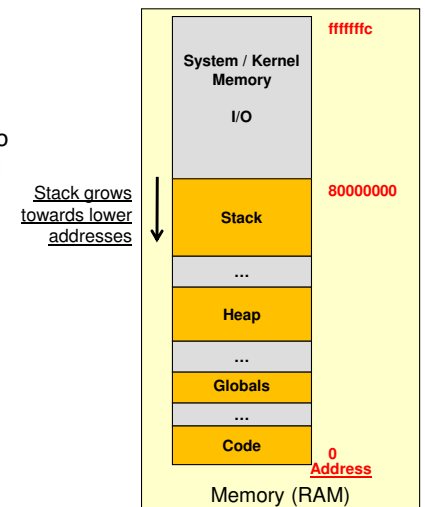 fffffffc
System / Kernel
Memory
I/O
o
80000000
Stack grows
towards lower
addresses
Stack
...
Heap
...
Globals
...
Code
0
Address
Memory (RAM)